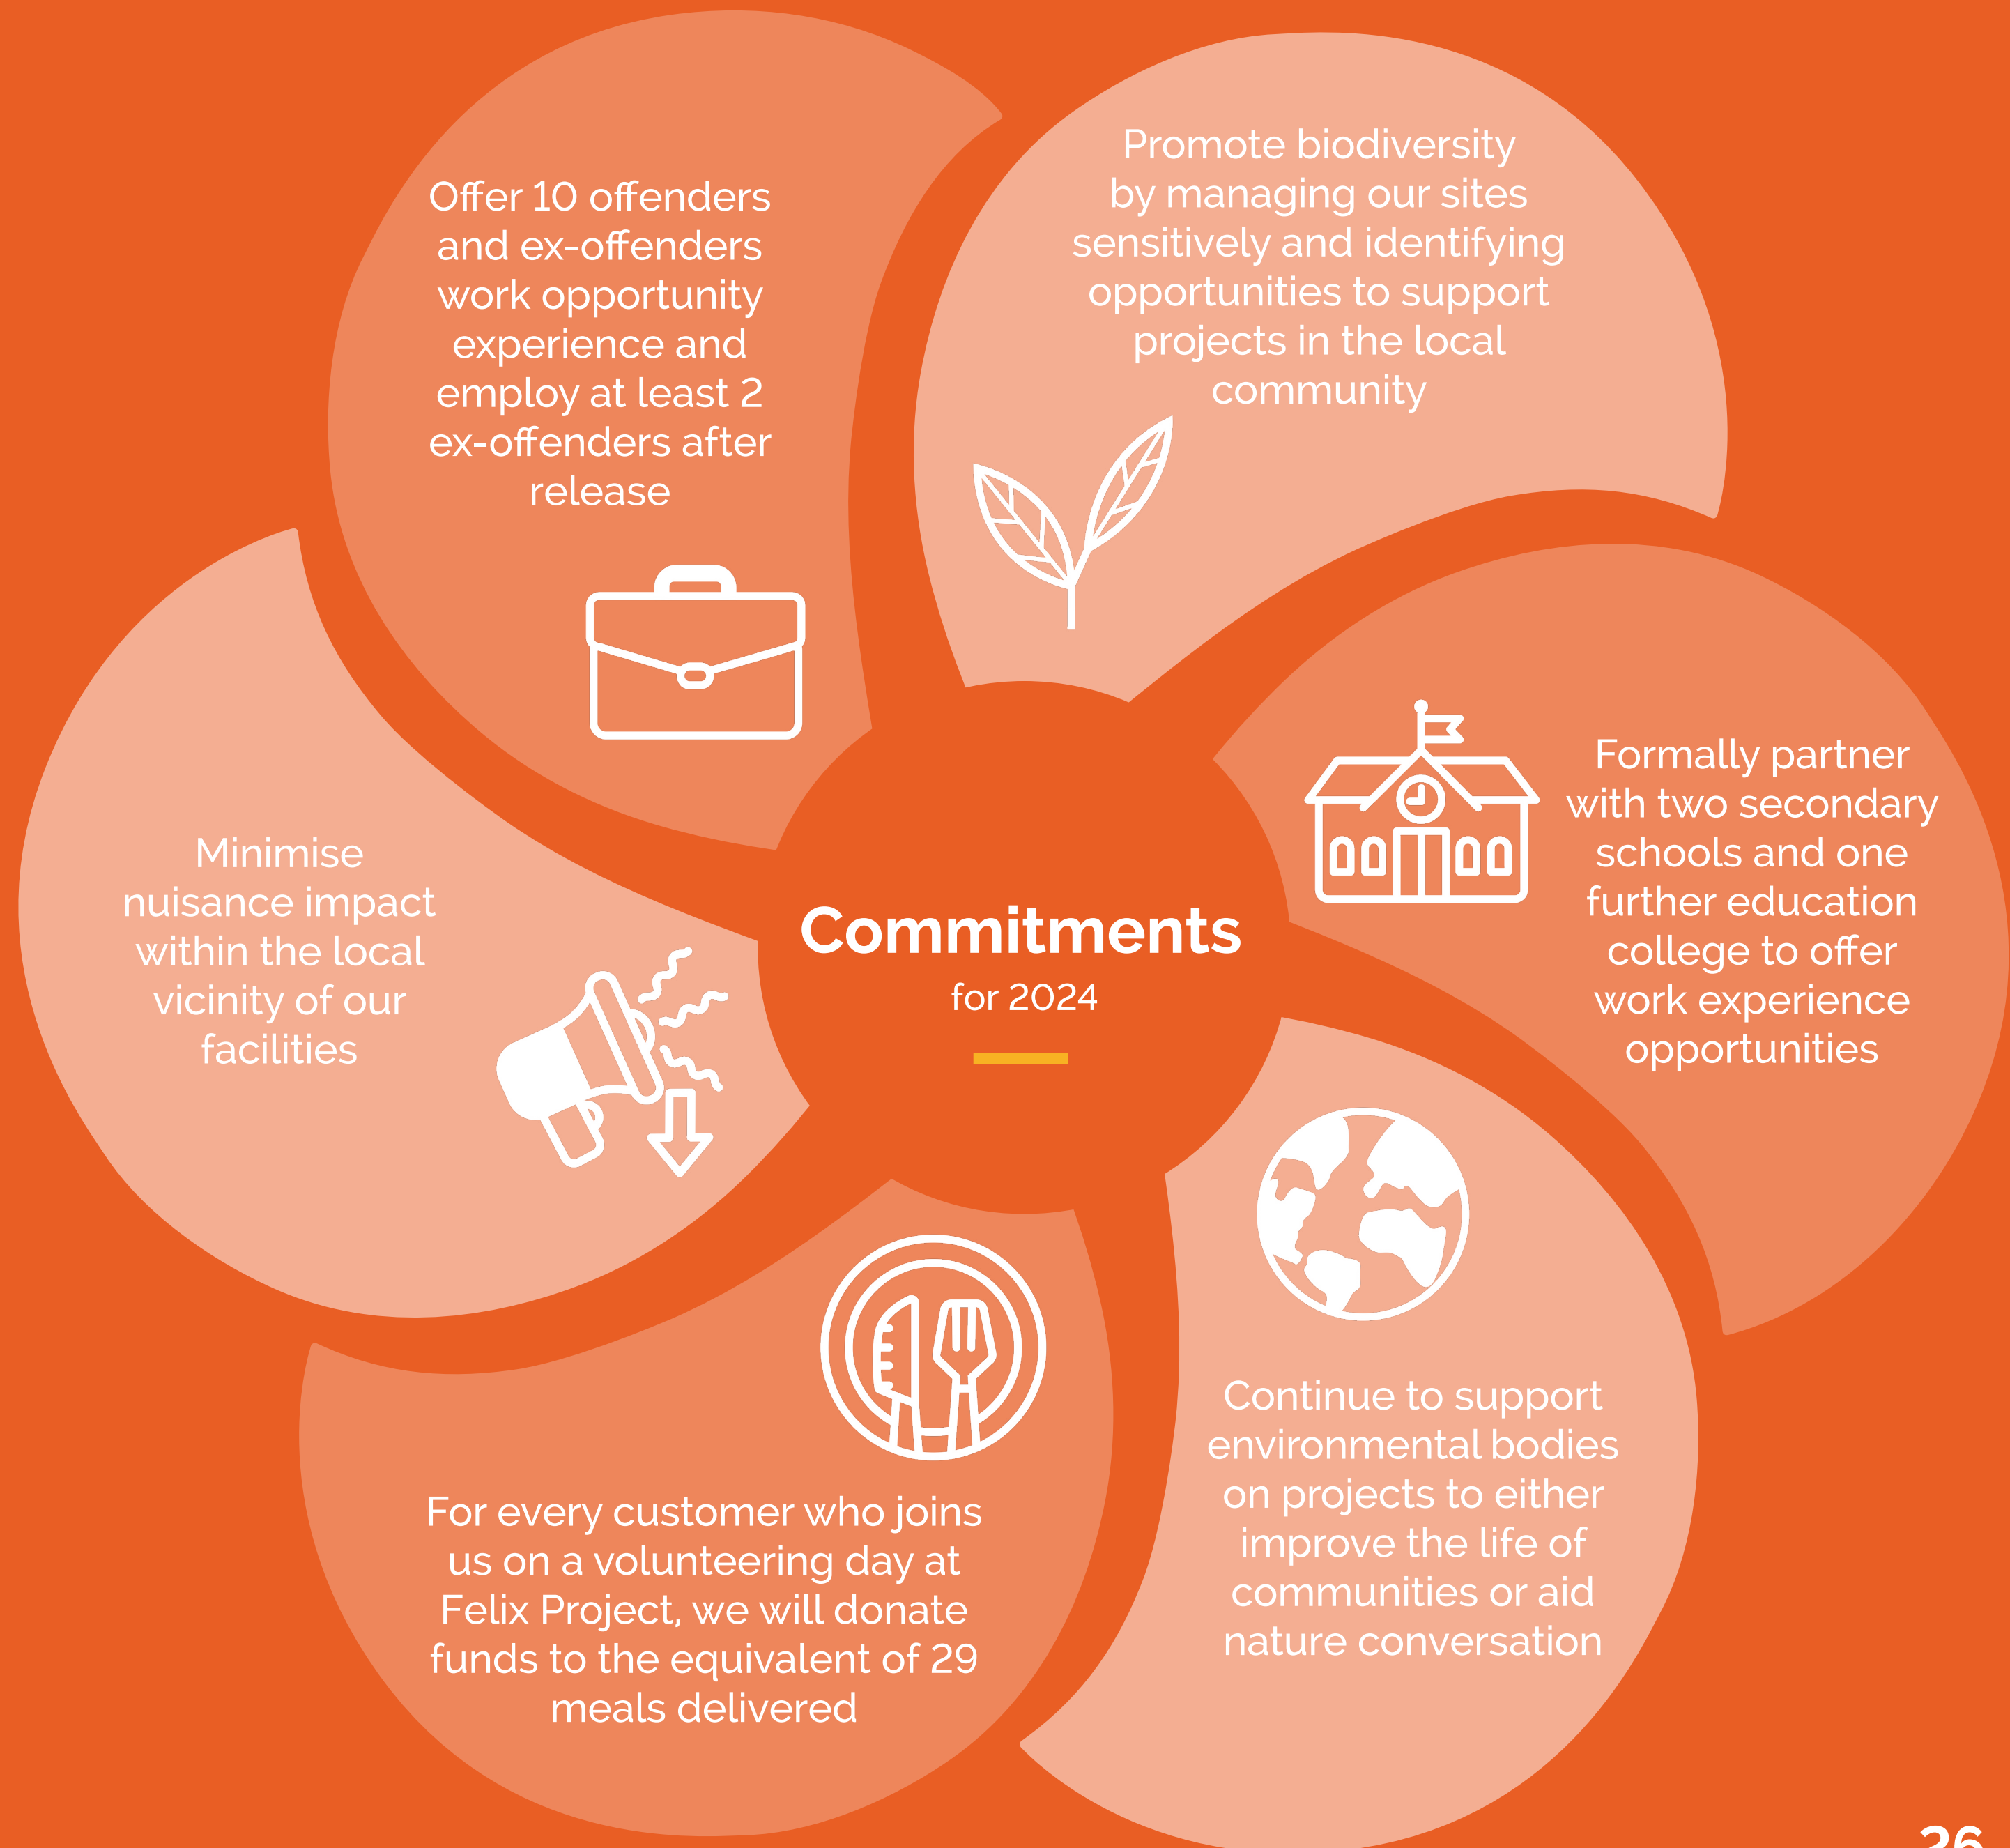 Offer 10 offenders
and ex-offenders
work opportunity
experience and
employ at least 2
ex-offenders after
release
Promote biodiversity
by managing our sites
sensitively and identifying
opportunities to support
projects in the local
community
Formally partner
with two secondary
schools and one
further education
college to offer
work experience
opportunities
Minimise
nuisance impact
within the local
vicinity of our
facilities
Commitments
for 2024
Continue to support
environmental bodies
on projects to either
improve the life of
communities or aid
nature conversation
For every customer who joins
us on a volunteering day at
Felix Project, we will donate
funds to the equivalent of 29
meals delivered